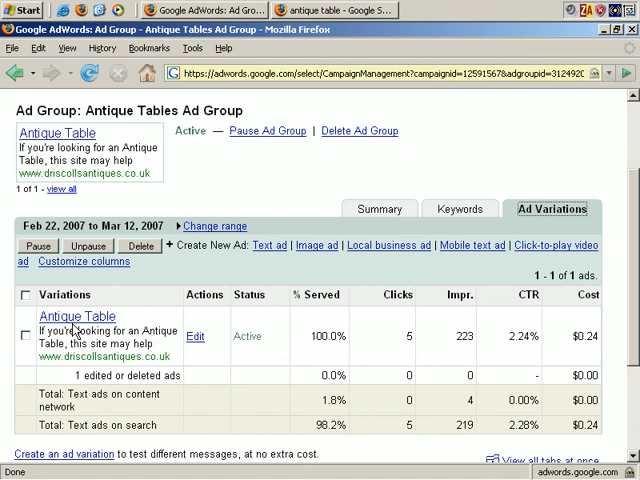 Start
Google AdWords: Ad Gro...
antique table - Google S...
Google AdWords: Ad Group - Antique Tables Ad Group - Mozilla Firefox
File Edit View History Bookmarks Tools Help
https://adwords.google.com/select/CampaignManagement?campaignid=12591567&adgroupid=3124920
Ad Group: Antique Tables Ad Group
Antique Table
If you're looking for an Antique
Table, this site may help
www.driscollsantiques.co.uk
Active — Pause Ad Group | Delete Ad Group
1 of 1 - view all
Summary Keywords Ad Variations
Feb 22, 2007 to Mar 12, 2007 Change range
Pause Unpause Delete + Create New Ad: Text ad | Image ad | Local business ad | Mobile text ad | Click-to-play video
ad Customize columns
1 - 1 of 1 ads.
Variations Actions Status % Served Clicks Impr. CTR Cost
Antique Table
If you're looking for an Antique
Table, this site may help
www.driscollsantiques.co.uk
Edit Active 100.0% 5 223 2.24% $0.24
1 edited or deleted ads 0.0% 0 0 - $0.00
Total: Text ads on content
network 1.8% 0 4 0.00% $0.00
Total: Text ads on search 98.2% 5 219 2.28% $0.24
Create an ad variation to test different messages, at no extra cost.
View all tabs at once
Done
adwords.google.com